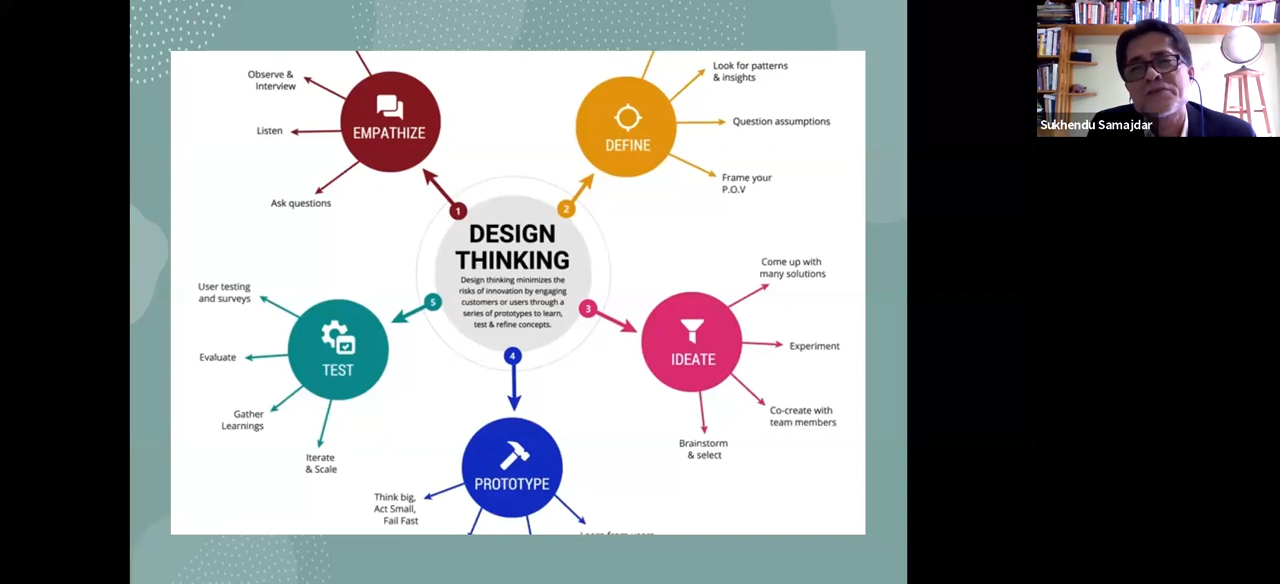 Observe &
Interview
Listen
Ask questions
EMPATHIZE
1
Look for patterns
& insights
Question assumptions
Frame your
P.O.V
DEFINE
2
DESIGN
THINKING
Design thinking minimizes the
risks of innovation by engaging
customers or users through a
series of prototypes to learn,
test & refine concepts.
3
IDEATE
Come up with
many solutions
Experiment
Co-create with
team members
Brainstorm
& select
4
PROTOTYPE
Think big,
Act Small,
Fail Fast
5
TEST
User testing
and surveys
Evaluate
Gather
Learnings
Iterate
& Scale
Sukhendu Samajdar